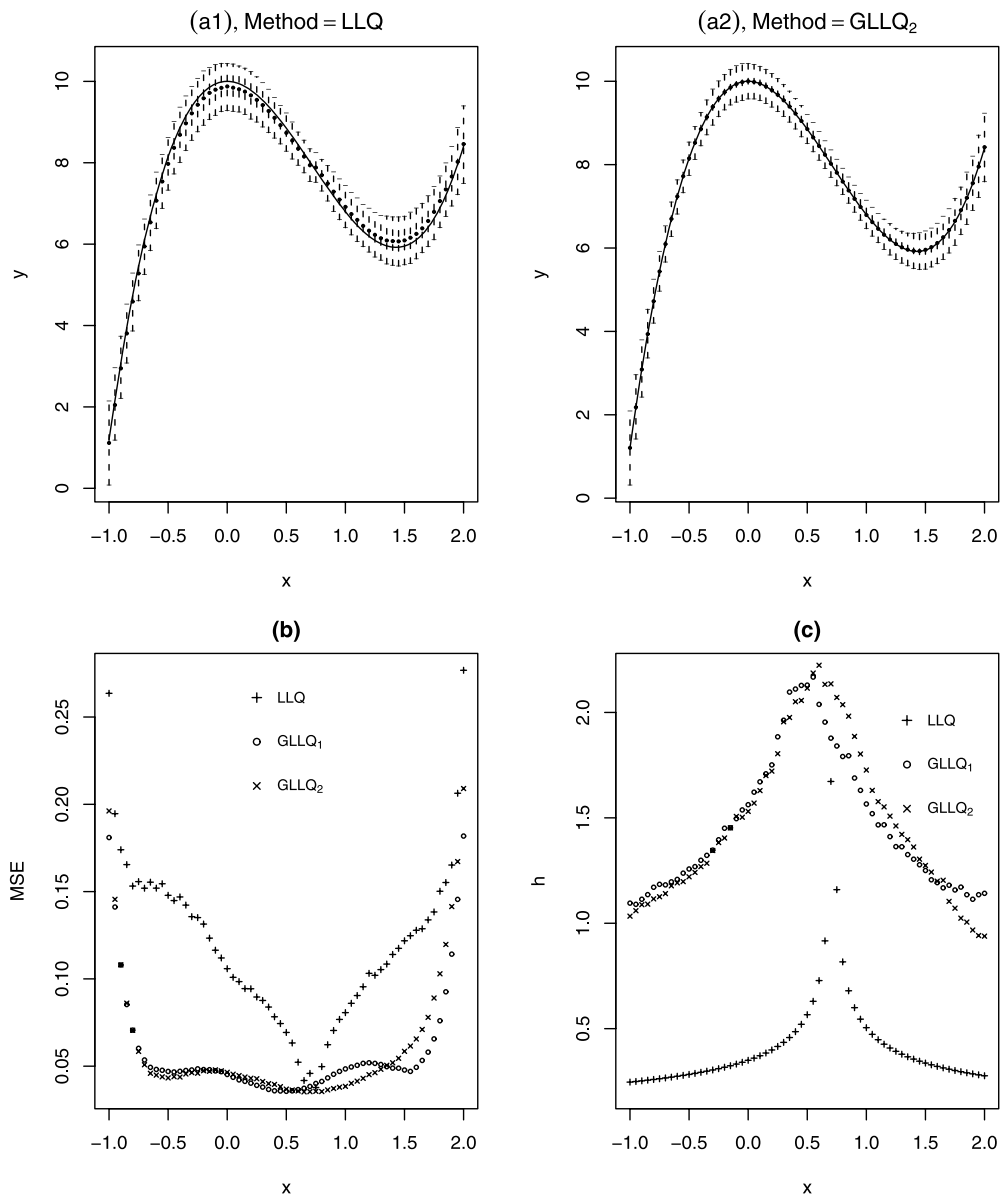 (a1), Method = LLQ
y
0
2
4
6
8
10
−1.0 −0.5 0.0 0.5 1.0 1.5 2.0
x
(a2), Method = GLLQ₂
y
0
2
4
6
8
10
−1.0 −0.5 0.0 0.5 1.0 1.5 2.0
x
(b)
MSE
0.05
0.10
0.15
0.20
0.25
LLQ
GLLQ₁
GLLQ₂
−1.0 −0.5 0.0 0.5 1.0 1.5 2.0
x
(c)
h
0.5
1.0
1.5
2.0
LLQ
GLLQ₁
GLLQ₂
−1.0 −0.5 0.0 0.5 1.0 1.5 2.0
x